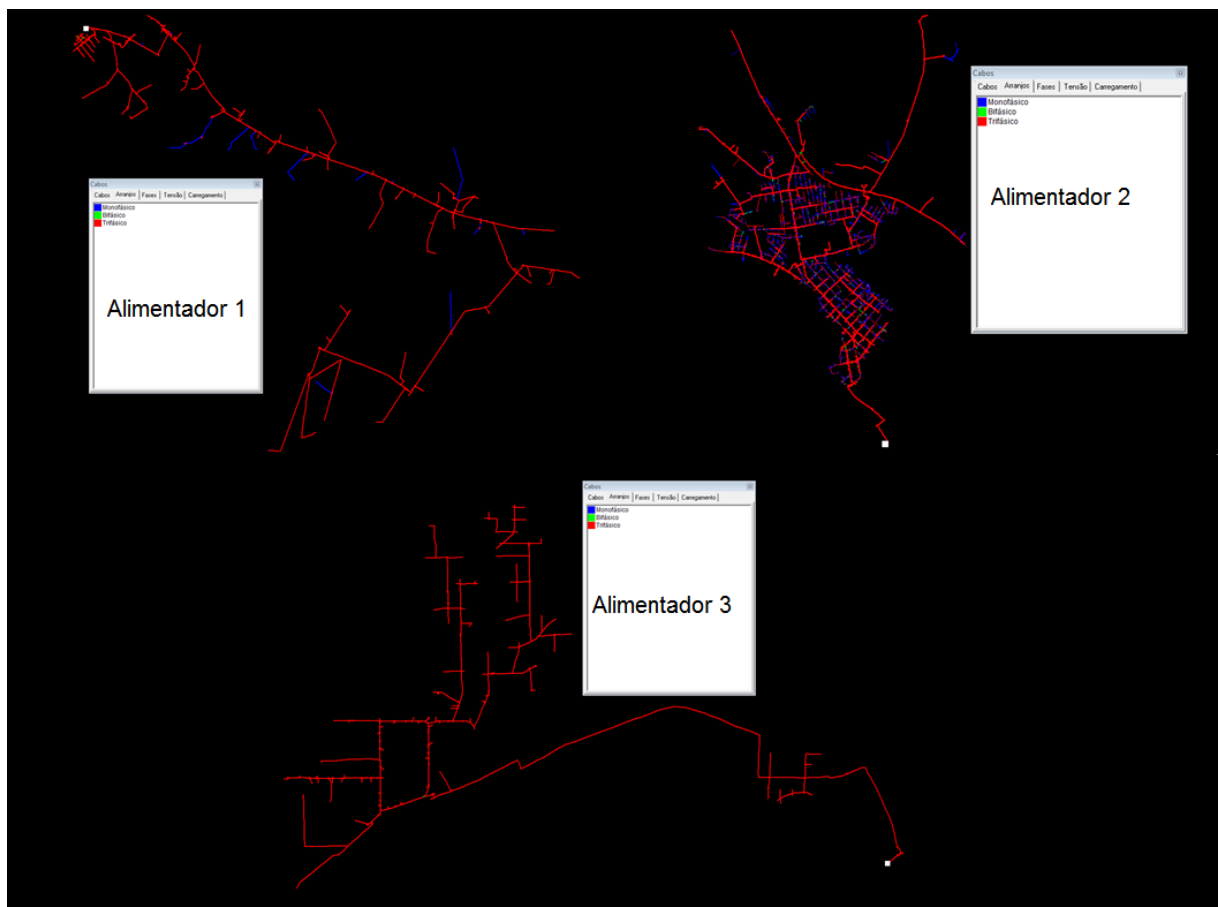 Cabos
Cabos Arranjos Fases Tensão Carregamento
Monofásico
Bifásico
Trifásico
Alimentador 1
Cabos
Cabos Arranjos Fases Tensão Carregamento
Monofásico
Bifásico
Trifásico
Alimentador 2
Cabos
Cabos Arranjos Fases Tensão Carregamento
Monofásico
Bifásico
Trifásico
Alimentador 3